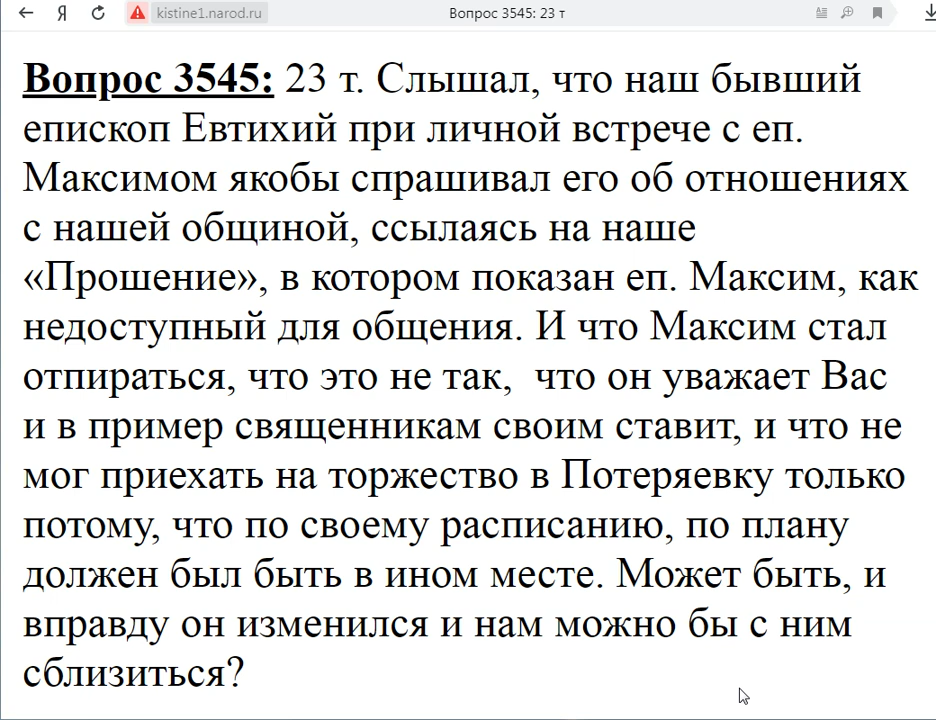 kistine1.narod.ru Вопрос 3545: 23 т
Вопрос 3545: 23 т. Слышал, что наш бывший
епископ Евтихий при личной встрече с еп.
Максимом якобы спрашивал его об отношениях
с нашей общиной, ссылаясь на наше
«Прошение», в котором показан еп. Максим, как
недоступный для общения. И что Максим стал
отпираться, что это не так, что он уважает Вас
и в пример священникам своим ставит, и что не
мог приехать на торжество в Потеряевку только
потому, что по своему расписанию, по плану
должен был быть в ином месте. Может быть, и
вправду он изменился и нам можно бы с ним
сблизиться?